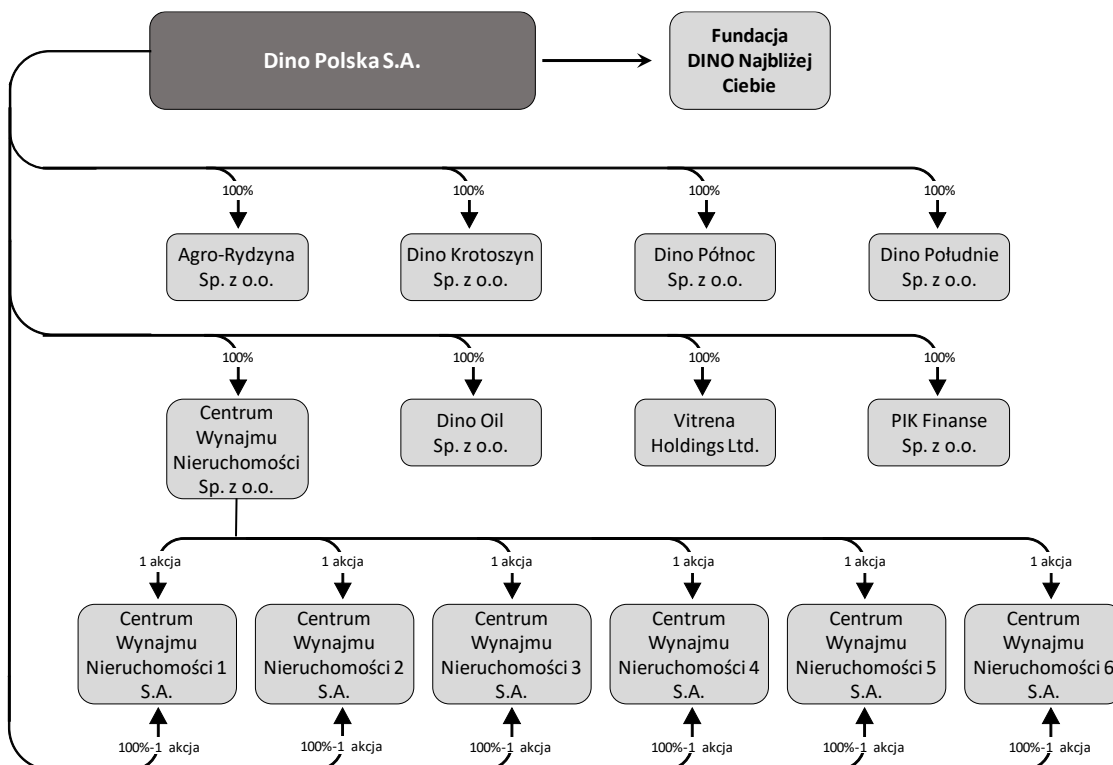 Dino Polska S.A.
Fundacja
DINO Najbliżej
Ciebie
100%
100%
100%
100%
Agro-Rydzyna
Sp. z o.o.
Dino Krotoszyn
Sp. z o.o.
Dino Północ
Sp. z o.o.
Dino Południe
Sp. z o.o.
100%
100%
100%
100%
Centrum
Wynajmu
Nieruchomości
Sp. z o.o.
Dino Oil
Sp. z o.o.
Vitrena
Holdings Ltd.
PIK Finanse
Sp. z o.o.
1 akcja
1 akcja
1 akcja
1 akcja
1 akcja
1 akcja
Centrum
Wynajmu
Nieruchomości 1
S.A.
Centrum
Wynajmu
Nieruchomości 2
S.A.
Centrum
Wynajmu
Nieruchomości 3
S.A.
Centrum
Wynajmu
Nieruchomości 4
S.A.
Centrum
Wynajmu
Nieruchomości 5
S.A.
Centrum
Wynajmu
Nieruchomości 6
S.A.
100%-1 akcja
100%-1 akcja
100%-1 akcja
100%-1 akcja
100%-1 akcja
100%-1 akcja